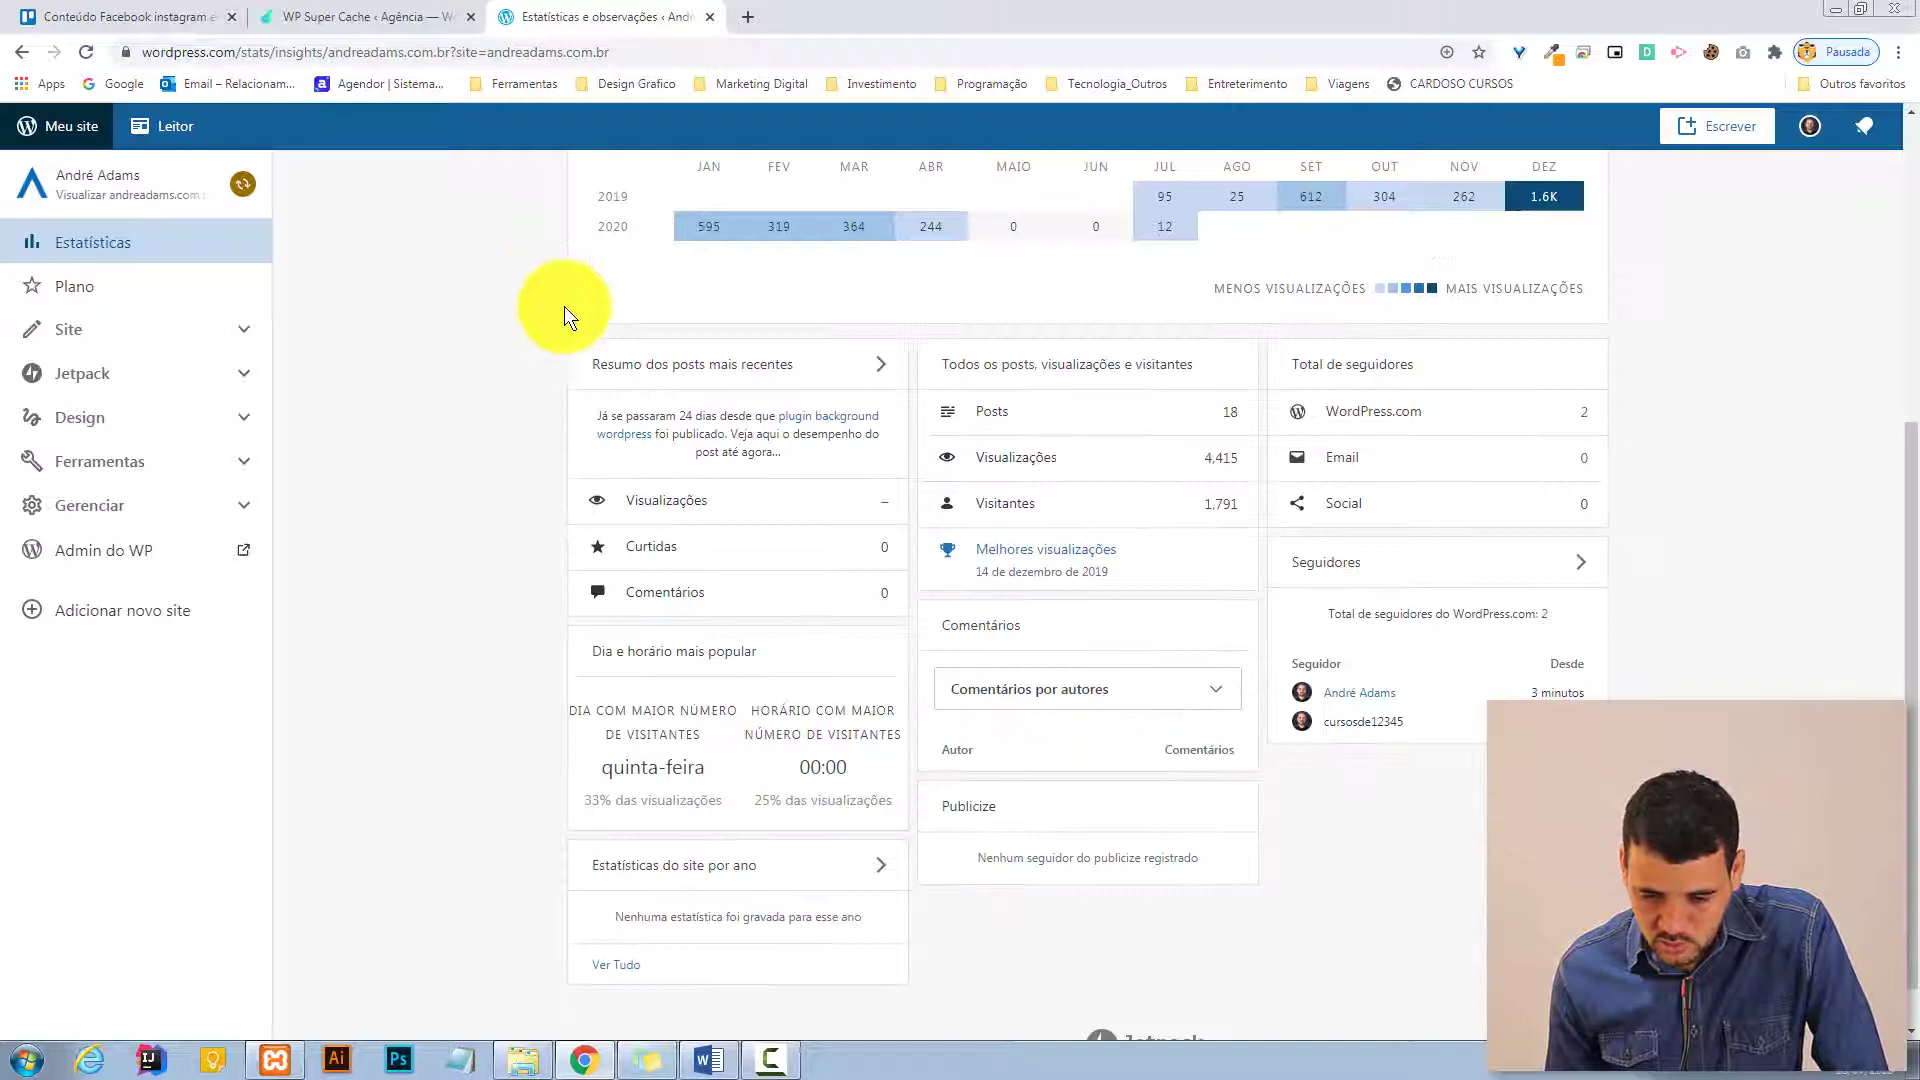 Conteúdo Facebook instagram e
WP Super Cache ‹ Agência — W
Estatísticas e observações ‹ Andr
wordpress.com/stats/insights/andreadams.com.br?site=andreadams.com.br
Pausada
Apps
Google
Email – Relacionam...
Agendor | Sistema...
Ferramentas
Design Grafico
Marketing Digital
Investimento
Programação
Tecnologia_Outros
Entreterimento
Viagens
CARDOSO CURSOS
Outros favoritos
Meu site
Leitor
Escrever
André Adams
Visualizar andreadams.com
Estatísticas
Plano
Site
Jetpack
Design
Ferramentas
Gerenciar
Admin do WP
Adicionar novo site
JAN FEV MAR ABR MAIO JUN JUL AGO SET OUT NOV DEZ
2019 95 25 612 304 262 1.6K
2020 595 319 364 244 0 0 12
MENOS VISUALIZAÇÕES MAIS VISUALIZAÇÕES
Resumo dos posts mais recentes
Já se passaram 24 dias desde que plugin background
wordpress foi publicado. Veja aqui o desempenho do
post até agora...
Visualizações –
Curtidas 0
Comentários 0
Dia e horário mais popular
DIA COM MAIOR NÚMERO
DE VISITANTES
quinta-feira
33% das visualizações
HORÁRIO COM MAIOR
NÚMERO DE VISITANTES
00:00
25% das visualizações
Estatísticas do site por ano
Nenhuma estatística foi gravada para esse ano
Ver Tudo
Todos os posts, visualizações e visitantes
Posts 18
Visualizações 4,415
Visitantes 1,791
Melhores visualizações
14 de dezembro de 2019
Comentários
Comentários por autores
Autor Comentários
Publicize
Nenhum seguidor do publicize registrado
Total de seguidores
WordPress.com 2
Email 0
Social 0
Seguidores
Total de seguidores do WordPress.com: 2
Seguidor Desde
André Adams 3 minutos
cursosde12345
Ai
Ps